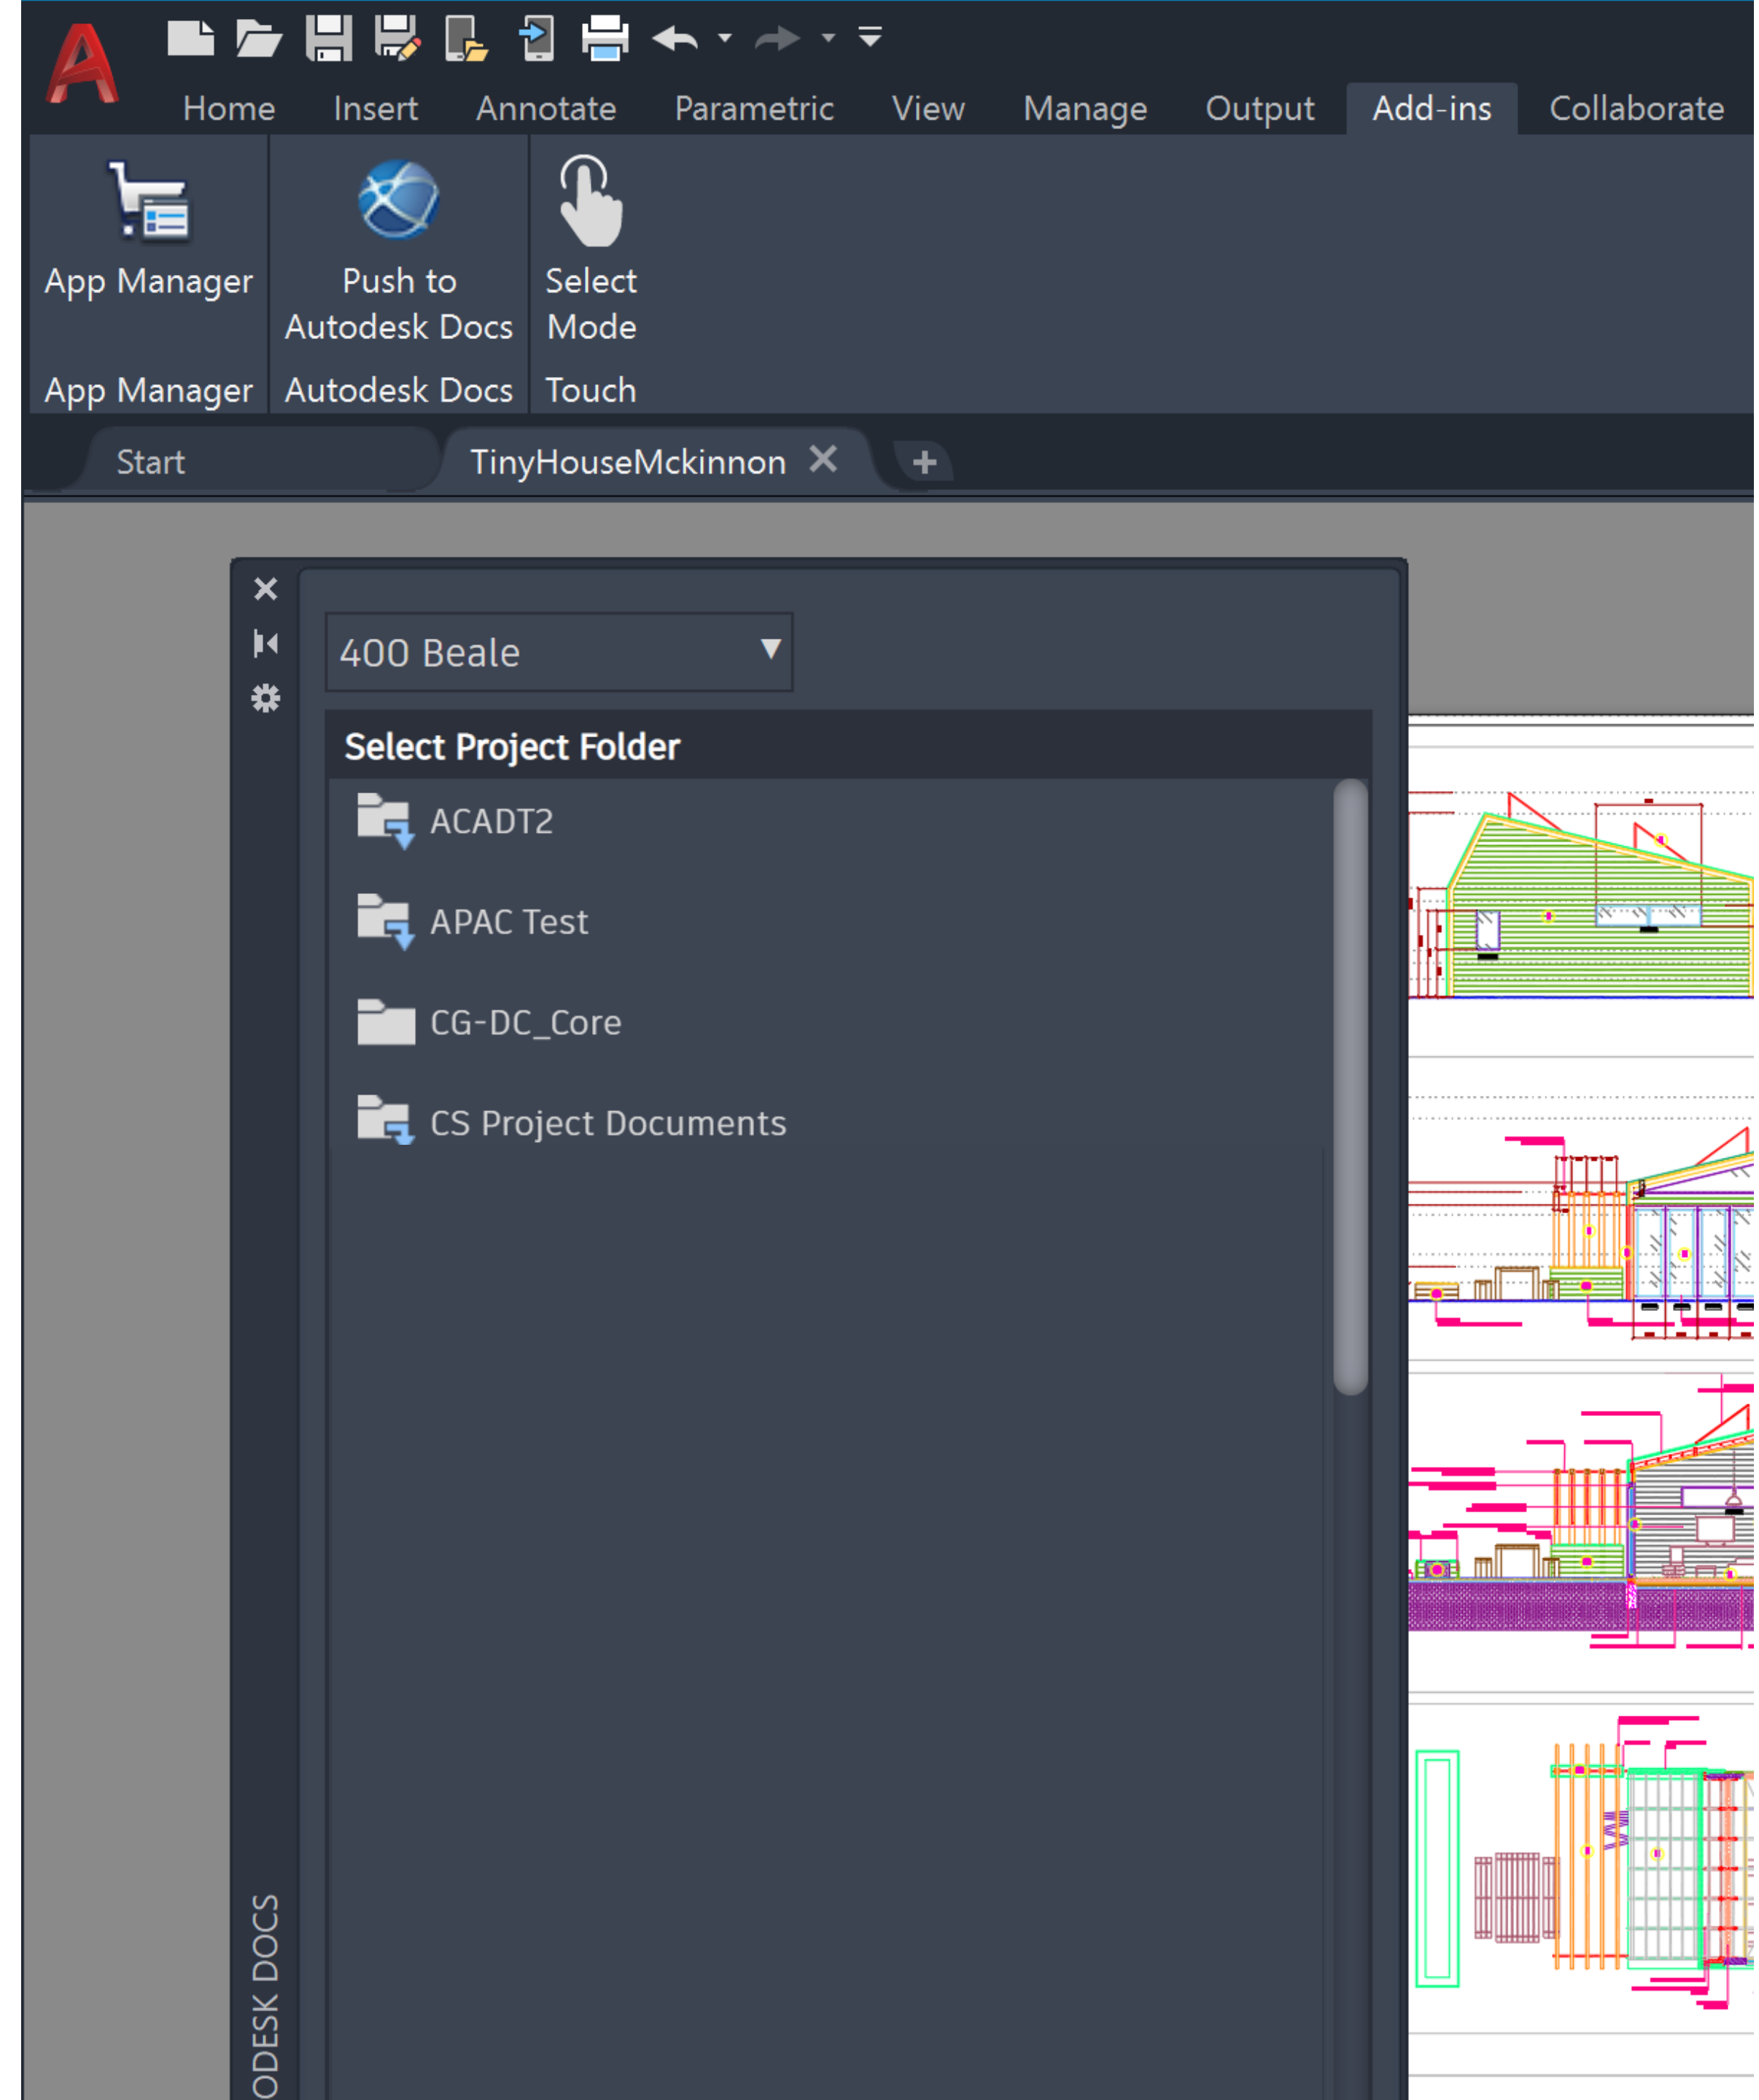 Home Insert Annotate Parametric View Manage Output Add-ins Collaborate
App Manager
Push to
Autodesk Docs
Select
Mode
App Manager Autodesk Docs Touch
Start TinyHouseMckinnon
400 Beale
Select Project Folder
ACADT2
APAC Test
CG-DC_Core
CS Project Documents
ODESK DOCS